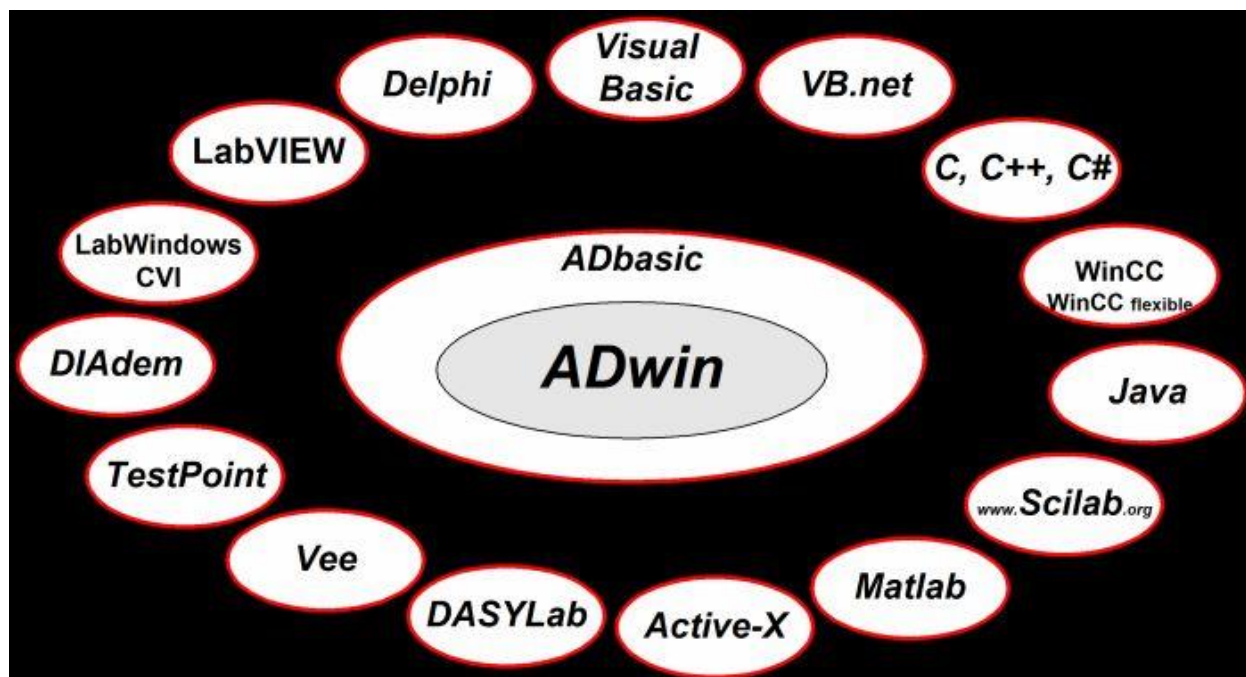 Visual
Basic
Delphi
VB.net
LabVIEW
C, C++, C#
LabWindows
CVI
ADbasic
WinCC
WinCC flexible
ADwin
DIAdem
Java
TestPoint
www.Scilab.org
Vee
Matlab
DASYLab
Active-X